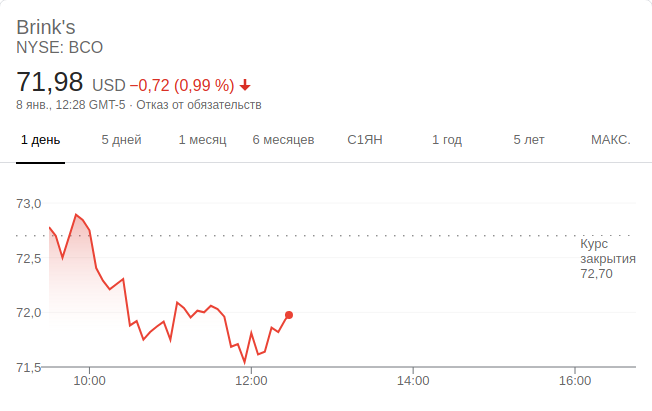 Brink's
NYSE: BCO
71,98 USD −0,72 (0,99 %)
8 янв., 12:28 GMT-5 · Отказ от обязательств
1 день 5 дней 1 месяц 6 месяцев С1ЯН 1 год 5 лет МАКС.
73,0
Курс
закрытия
72,5
72,70
72,0
71,5
10:00 12:00 14:00 16:00